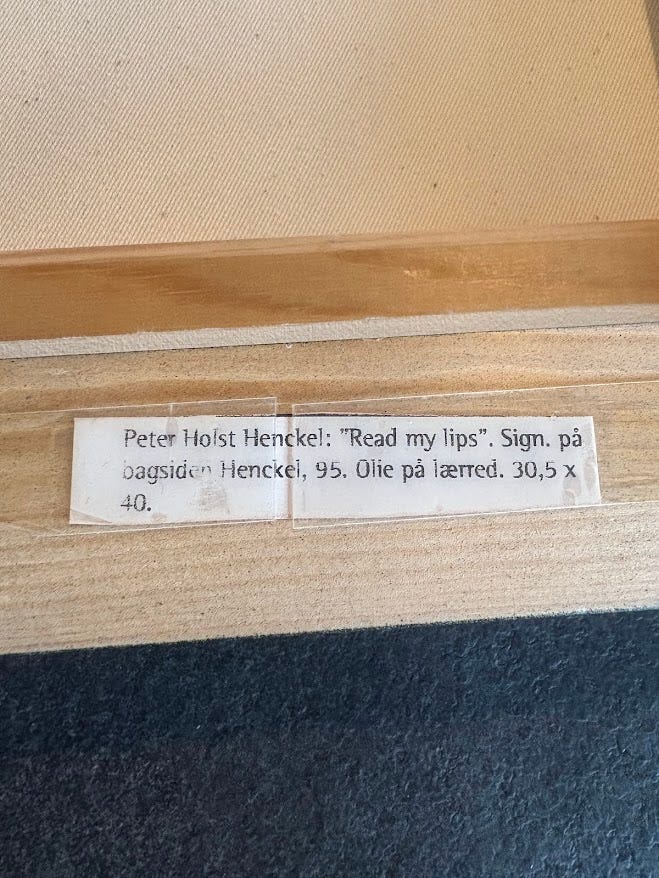 Peter Holst Henckel: ”Read my lips”. Sign. på
bagsiden Henckel, 95. Olie på lærred. 30,5 x
40.